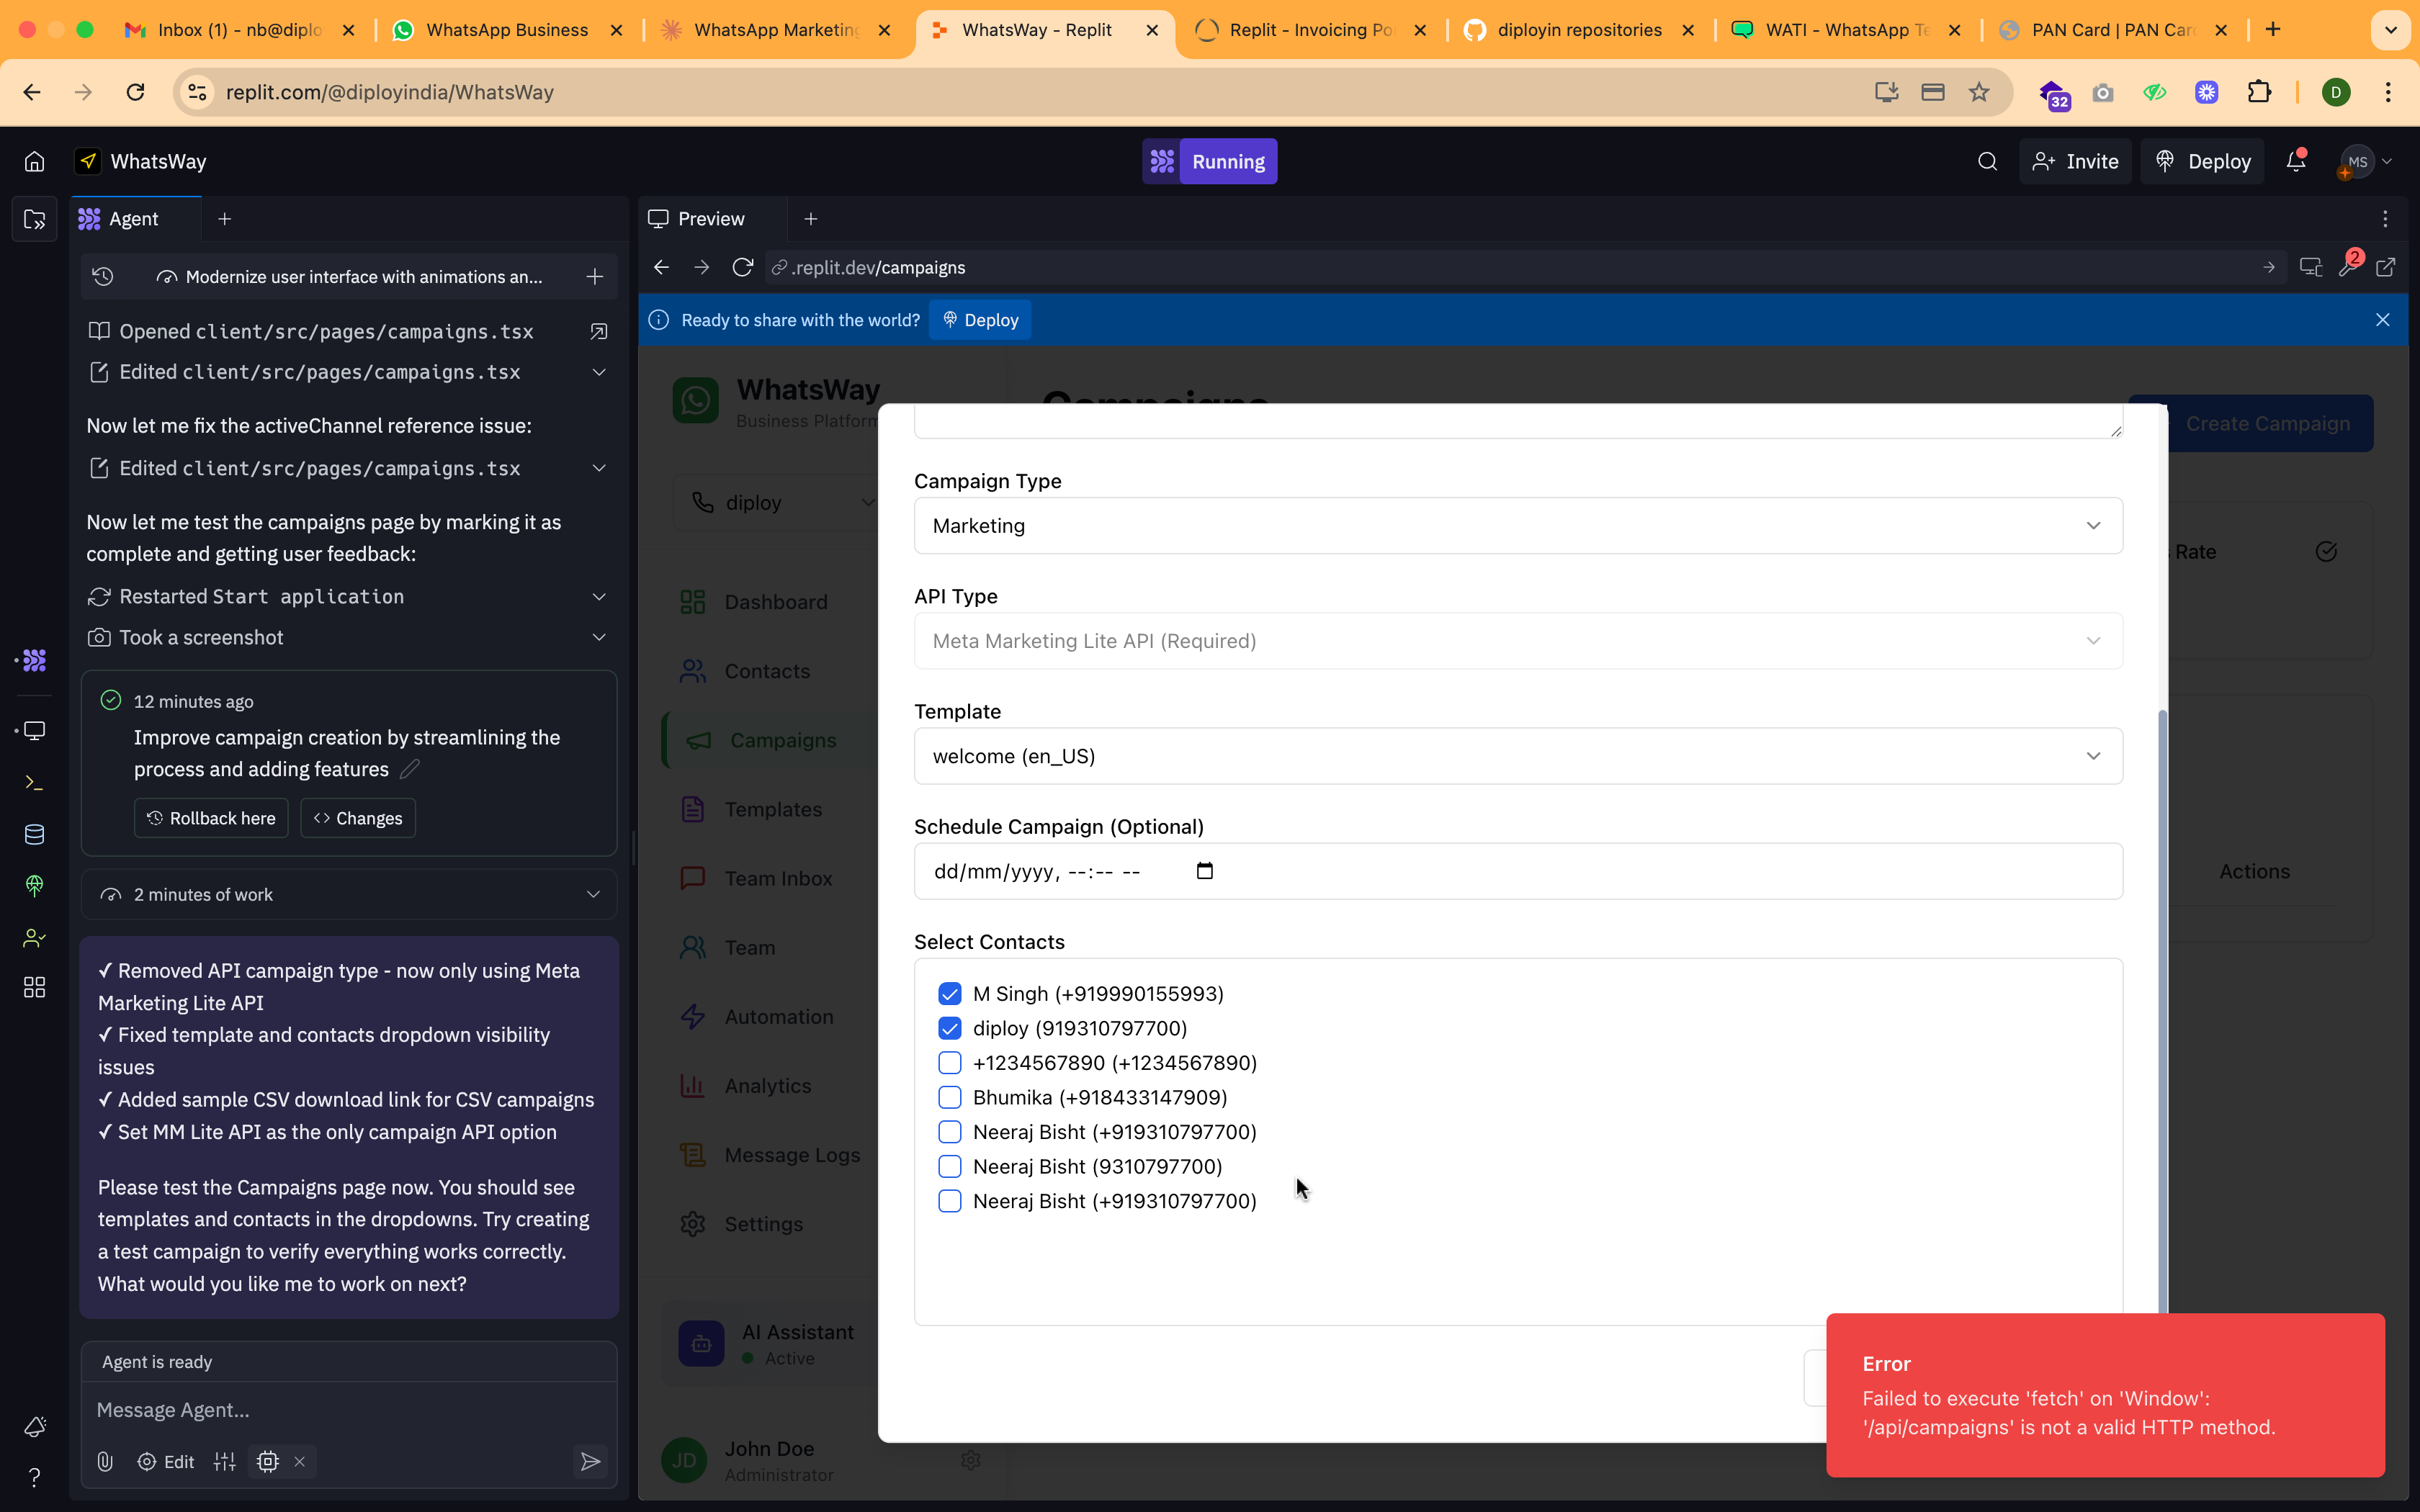 Inbox (1) - nb@diplo
WhatsApp Business
WhatsApp Marketing
WhatsWay - Replit
Replit - Invoicing Po
diployin repositories
WATI - WhatsApp Te
PAN Card | PAN Car
replit.com/@diployindia/WhatsWay
32
D
WhatsWay
Running
Invite
Deploy
MS
Agent
Preview
Modernize user interface with animations an...
.replit.dev/campaigns
2
Opened client/src/pages/campaigns.tsx
Edited client/src/pages/campaigns.tsx
Now let me fix the activeChannel reference issue:
Edited client/src/pages/campaigns.tsx
Now let me test the campaigns page by marking it as
complete and getting user feedback:
Restarted Start application
Took a screenshot
12 minutes ago
Improve campaign creation by streamlining the
process and adding features
Rollback here
Changes
2 minutes of work
✓ Removed API campaign type - now only using Meta
Marketing Lite API
✓ Fixed template and contacts dropdown visibility
issues
✓ Added sample CSV download link for CSV campaigns
✓ Set MM Lite API as the only campaign API option
Please test the Campaigns page now. You should see
templates and contacts in the dropdowns. Try creating
a test campaign to verify everything works correctly.
What would you like me to work on next?
Agent is ready
Message Agent...
Edit
Ready to share with the world?
Deploy
WhatsWay
Business Platform
diploy
Dashboard
Contacts
Campaigns
Templates
Team Inbox
Team
Automation
Analytics
Message Logs
Settings
AI Assistant
Active
JD
John Doe
Administrator
Campaigns
Create Campaign
Rate
Actions
Campaign Type
Marketing
API Type
Meta Marketing Lite API (Required)
Template
welcome (en_US)
Schedule Campaign (Optional)
dd/mm/yyyy, --:-- --
Select Contacts
M Singh (+919990155993)
diploy (919310797700)
+1234567890 (+1234567890)
Bhumika (+918433147909)
Neeraj Bisht (+919310797700)
Neeraj Bisht (9310797700)
Neeraj Bisht (+919310797700)
Error
Failed to execute 'fetch' on 'Window':
'/api/campaigns' is not a valid HTTP method.